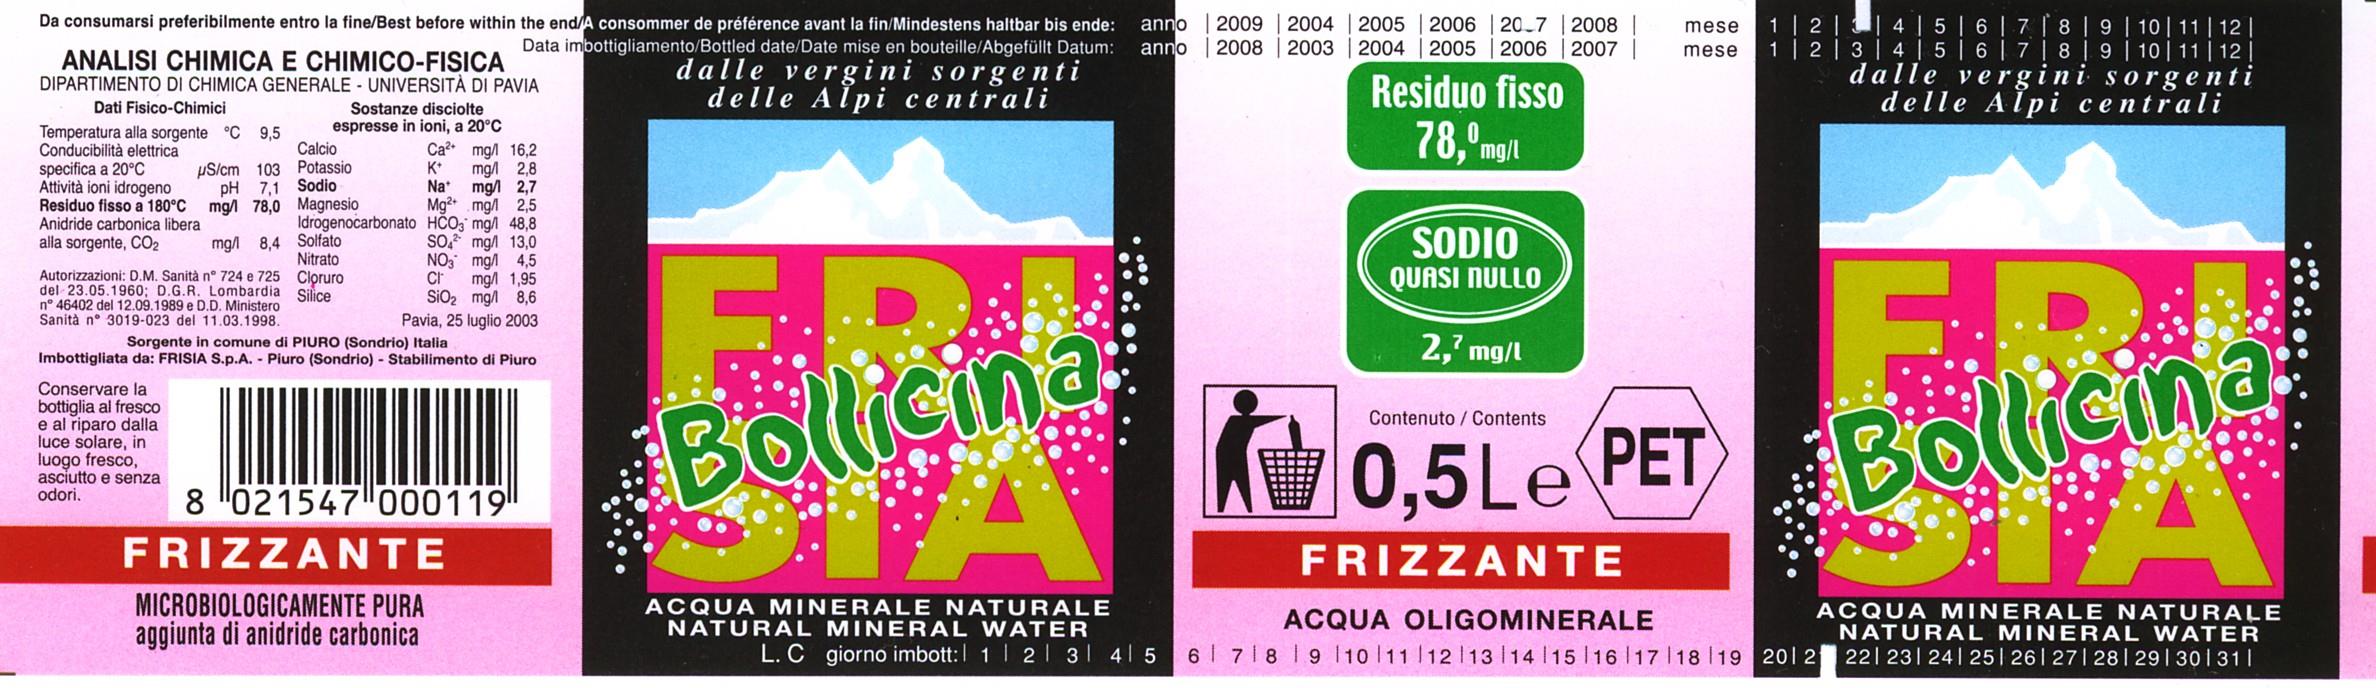 Da consumarsi preferibilmente entro la fine/Best before within the end/A consommer de préférence avant la fin/Mindestens haltbar bis ende: anno | 2009 | 2004 | 2005 | 2006 | 20 7 | 2008 | mese 1 | 2 | 3 | 4 | 5 | 6 | 7 | 8 | 9 | 10 | 11 | 12 |
Data imbottigliamento/Bottled date/Date mise en bouteille/Abgefüllt Datum: anno | 2008 | 2003 | 2004 | 2005 | 2006 | 2007 | mese 1 | 2 | 3 | 4 | 5 | 6 | 7 | 8 | 9 | 10 | 11 | 12 |
ANALISI CHIMICA E CHIMICO-FISICA
DIPARTIMENTO DI CHIMICA GENERALE - UNIVERSITÀ DI PAVIA
Dati Fisico-Chimici
Temperatura alla sorgente °C 9,5
Conducibilità elettrica
specifica a 20°C µS/cm 103
Attività ioni idrogeno pH 7,1
Residuo fisso a 180°C mg/l 78,0
Anidride carbonica libera
alla sorgente, CO2 mg/l 8,4
Autorizzazioni: D.M. Sanità n° 724 e 725
del 23.05.1960; D.G.R. Lombardia
n° 46402 del 12.09.1989 e D.D. Ministero
Sanità n° 3019-023 del 11.03.1998.
Sostanze disciolte
espresse in ioni, a 20°C
Calcio Ca2+ mg/l 16,2
Potassio K+ mg/l 2,8
Sodio Na+ mg/l 2,7
Magnesio Mg2+ mg/l 2,5
Idrogenocarbonato HCO3- mg/l 48,8
Solfato SO42- mg/l 13,0
Nitrato NO3- mg/l 4,5
Cloruro Cl- mg/l 1,95
Silice SiO2 mg/l 8,6
Pavia, 25 luglio 2003
Sorgente in comune di PIURO (Sondrio) Italia
Imbottigliata da: FRISIA S.p.A. - Piuro (Sondrio) - Stabilimento di Piuro
Conservare la
bottiglia al fresco
e al riparo dalla
luce solare, in
luogo fresco,
asciutto e senza
odori.
8 021547 000119
FRIZZANTE
MICROBIOLOGICAMENTE PURA
aggiunta di anidride carbonica
dalle vergini sorgenti
delle Alpi centrali
FRI
Bollicina
SIA
ACQUA MINERALE NATURALE
NATURAL MINERAL WATER
L. C giorno imbott: | 1 | 2 | 3 | 4 | 5 6 | 7 | 8 | 9 | 10 | 11 | 12 | 13 | 14 | 15 | 16 | 17 | 18 | 19 20 | 2 22 | 23 | 24 | 25 | 26 | 27 | 28 | 29 | 30 | 31 |
Residuo fisso
78,0 mg/l
SODIO
QUASI NULLO
2,7 mg/l
Contenuto / Contents
0,5 L e
PET
FRIZZANTE
ACQUA OLIGOMINERALE
dalle vergini sorgenti
delle Alpi centrali
FRI
Bollicina
SIA
ACQUA MINERALE NATURALE
NATURAL MINERAL WATER